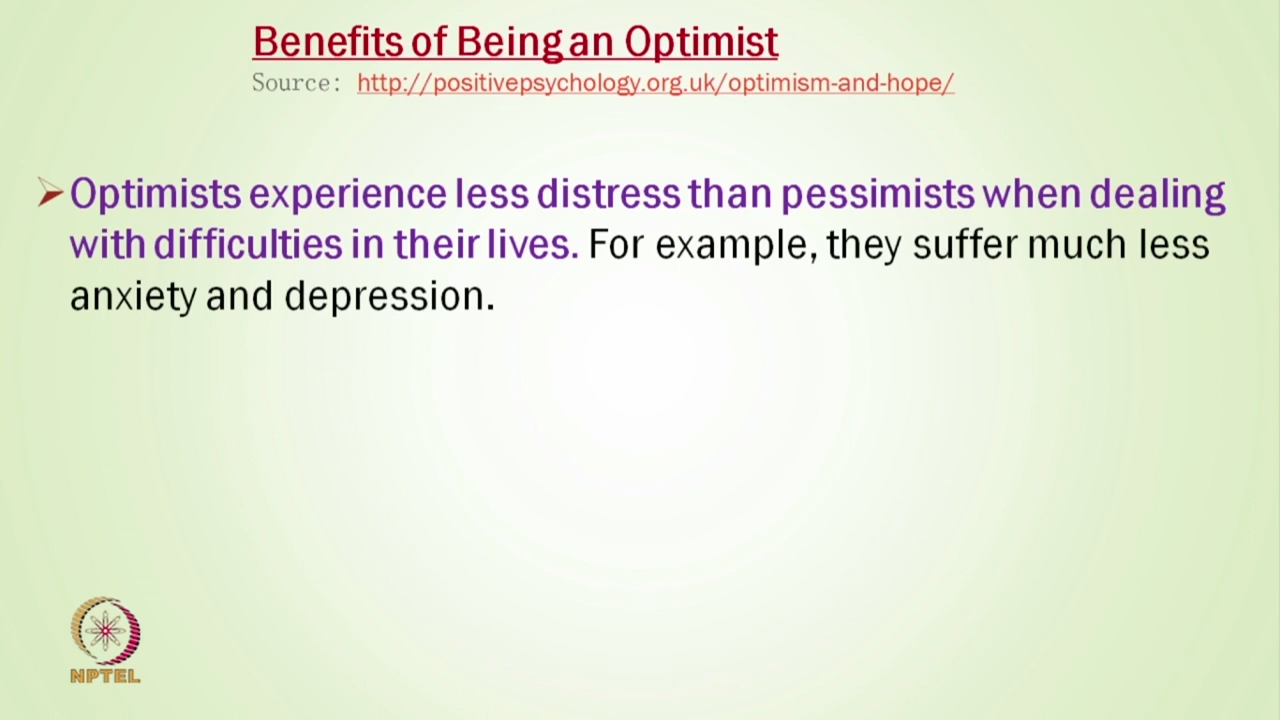 Benefits of Being an Optimist
Source: http://positivepsychology.org.uk/optimism-and-hope/
Optimists experience less distress than pessimists when dealing
with difficulties in their lives. For example, they suffer much less
anxiety and depression.
NPTEL